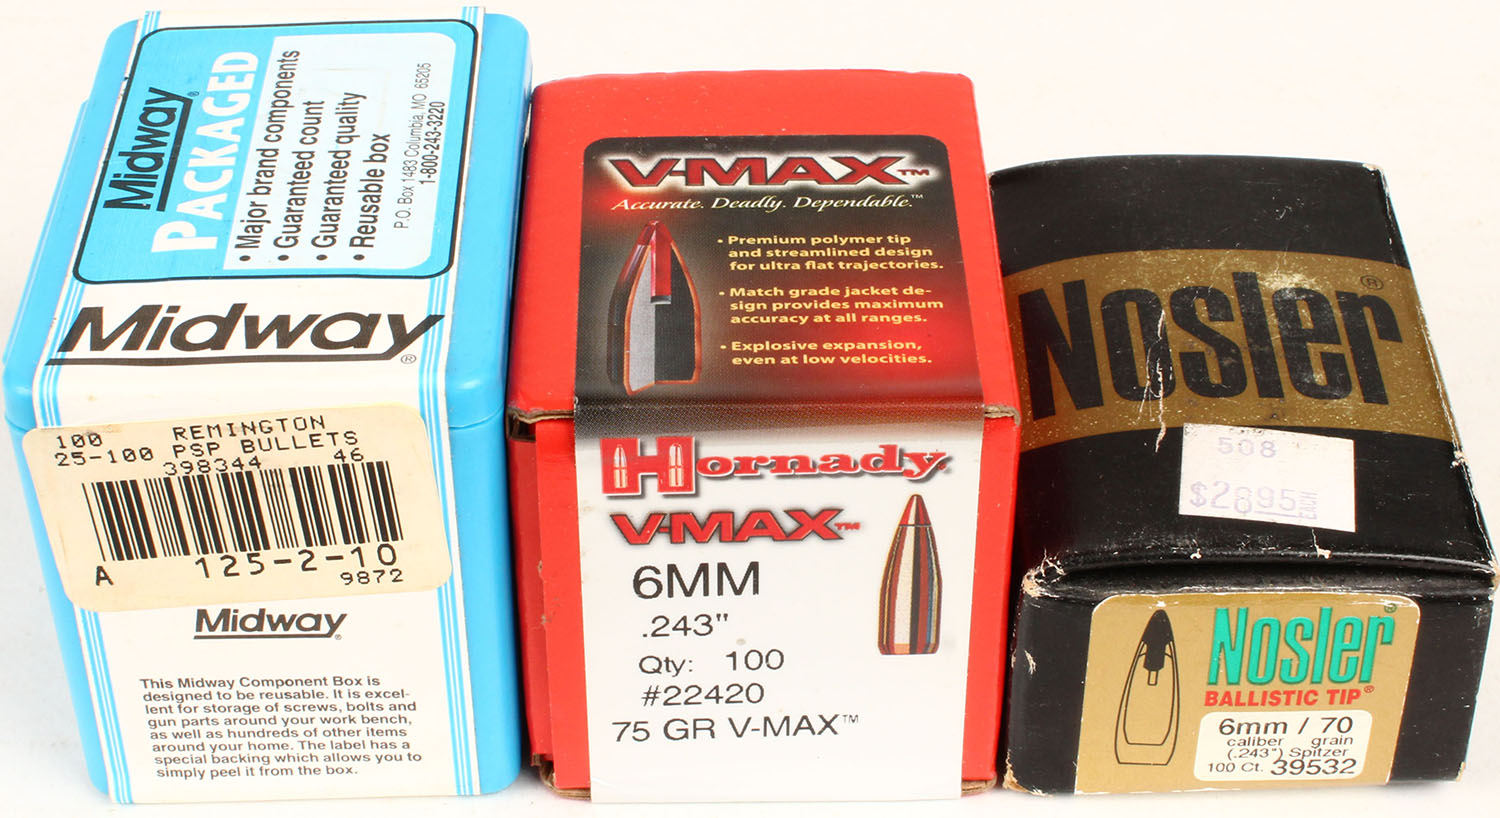 Midway®
PACKAGED
• Major brand components
• Guaranteed count
• Guaranteed quality
• Reusable box
P.O. Box 1483 Columbia, MO 65205
1-800-243-3220
Midway®
100 REMINGTON
25-100 PSP BULLETS
398344 46
A 125-2-10
9872
Midway®
This Midway Component Box is
designed to be reusable. It is excel-
lent for storage of screws, bolts and
gun parts around your work bench,
as well as hundreds of other items
around your home. The label has a
special backing which allows you to
simply peel it from the box.
V-MAX™
Accurate. Deadly. Dependable.™
• Premium polymer tip
and streamlined design
for ultra flat trajectories.
• Match grade jacket de-
sign provides maximum
accuracy at all ranges.
• Explosive expansion,
even at low velocities.
Hornady®
V-MAX™
6MM
.243"
Qty: 100
#22420
75 GR V-MAX™
Nosler®
508
$28.95 EACH
Nosler®
BALLISTIC TIP®
6mm / 70
caliber grain
(.243") Spitzer
100 Ct. 39532